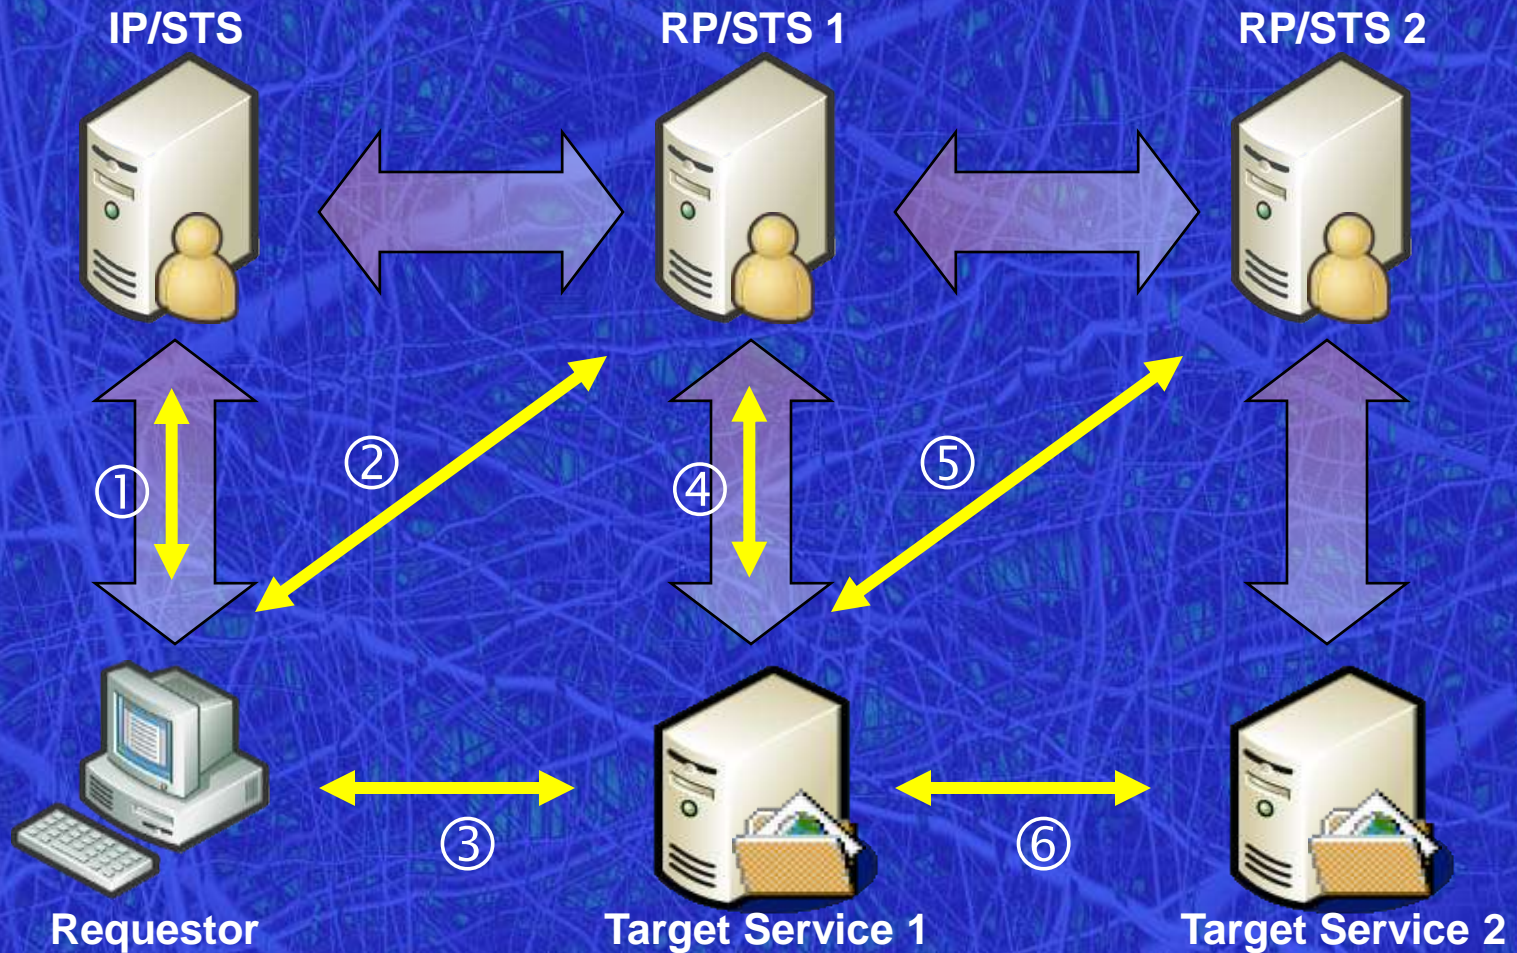 IP/STS
RP/STS 1
RP/STS 2
①
②
④
⑤
③
⑥
Requestor
Target Service 1
Target Service 2